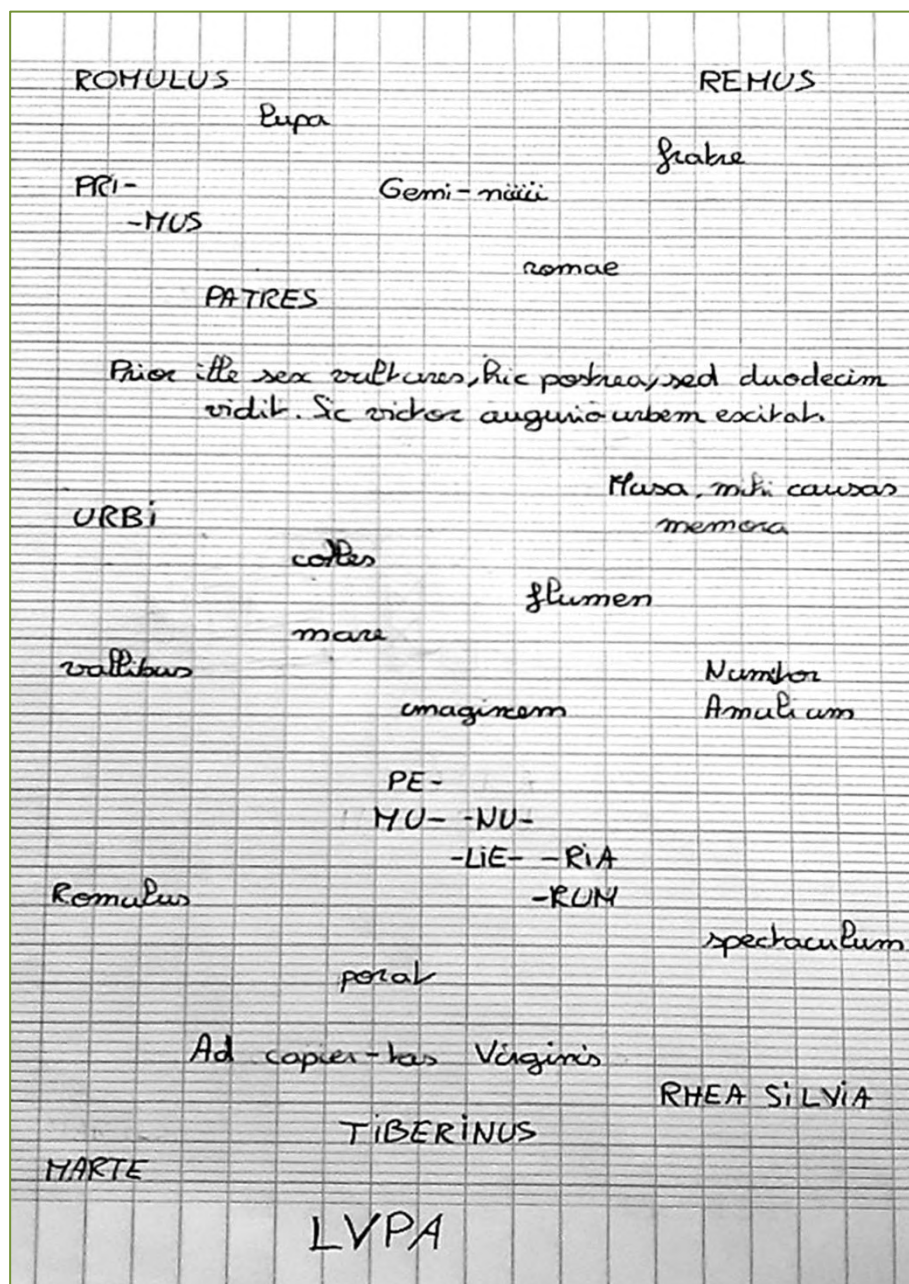 ROMULUS REMUS
lupa
fratre
PRI- Gemi-niiiii
-MUS
romae
PATRES
Prior ille sex vultures, hic postrea, sed duodecim
vidit. Sic victor augurio urbem excitat.
Musa, mihi causas
URBi memora
colles
flumen
mare
vallibus Numitor
imaginem Amulium
PE-
MU- -NU-
-LiE- -RiA
Romulus -RUM
spectaculum
porat
Ad capien-tas Virginis
RHEA SiLViA
TiBERiNUS
MARTE
LVPA